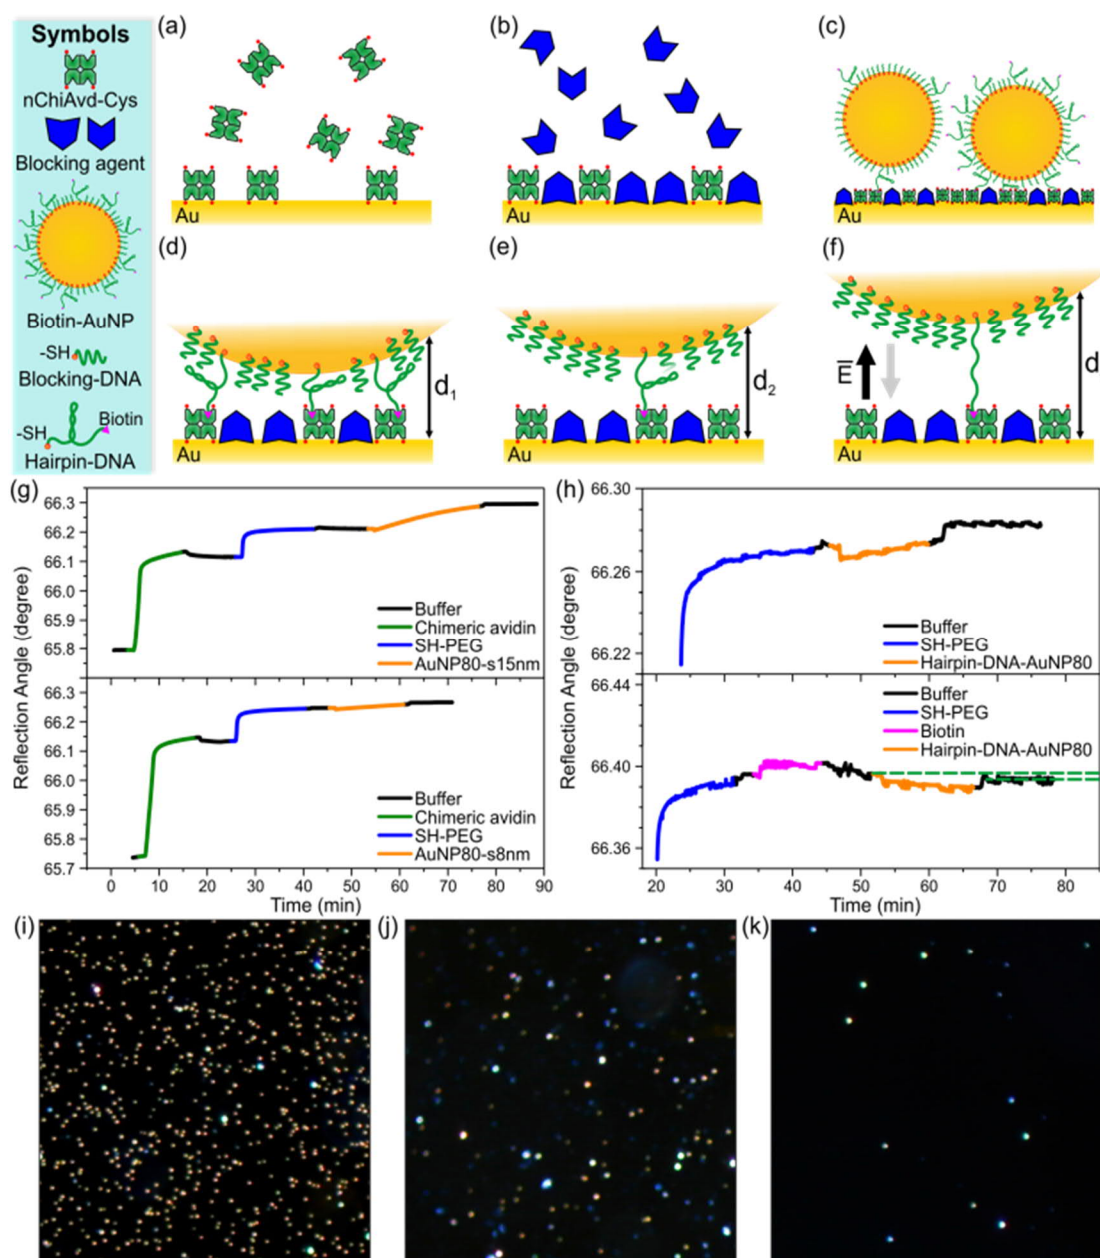 Symbols
nChiAvd-Cys
Blocking agent
Biotin-AuNP
-SH
Blocking-DNA
-SH
Biotin
Hairpin-DNA
(a)
Au
(b)
Au
(c)
Au
(d)
d1
Au
(e)
d2
Au
(f)
E
d
Au
(g)
66.3
66.2
66.1
66.0
65.9
65.8
Buffer
Chimeric avidin
SH-PEG
AuNP80-s15nm
66.3
66.2
66.1
66.0
65.9
65.8
65.7
Buffer
Chimeric avidin
SH-PEG
AuNP80-s8nm
Reflection Angle (degree)
0 10 20 30 40 50 60 70 80 90
Time (min)
(h)
66.30
66.26
66.22
Buffer
SH-PEG
Hairpin-DNA-AuNP80
66.44
66.40
66.36
Buffer
SH-PEG
Biotin
Hairpin-DNA-AuNP80
Reflection Angle (degree)
20 30 40 50 60 70 80
Time (min)
(i)
(j)
(k)